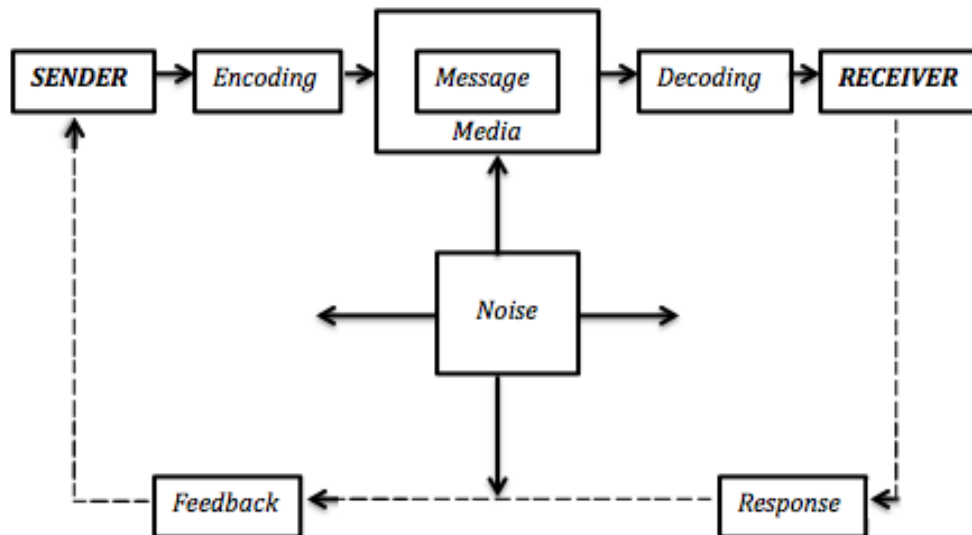 SENDER
Encoding
Message
Media
Decoding
RECEIVER
Noise
Feedback
Response